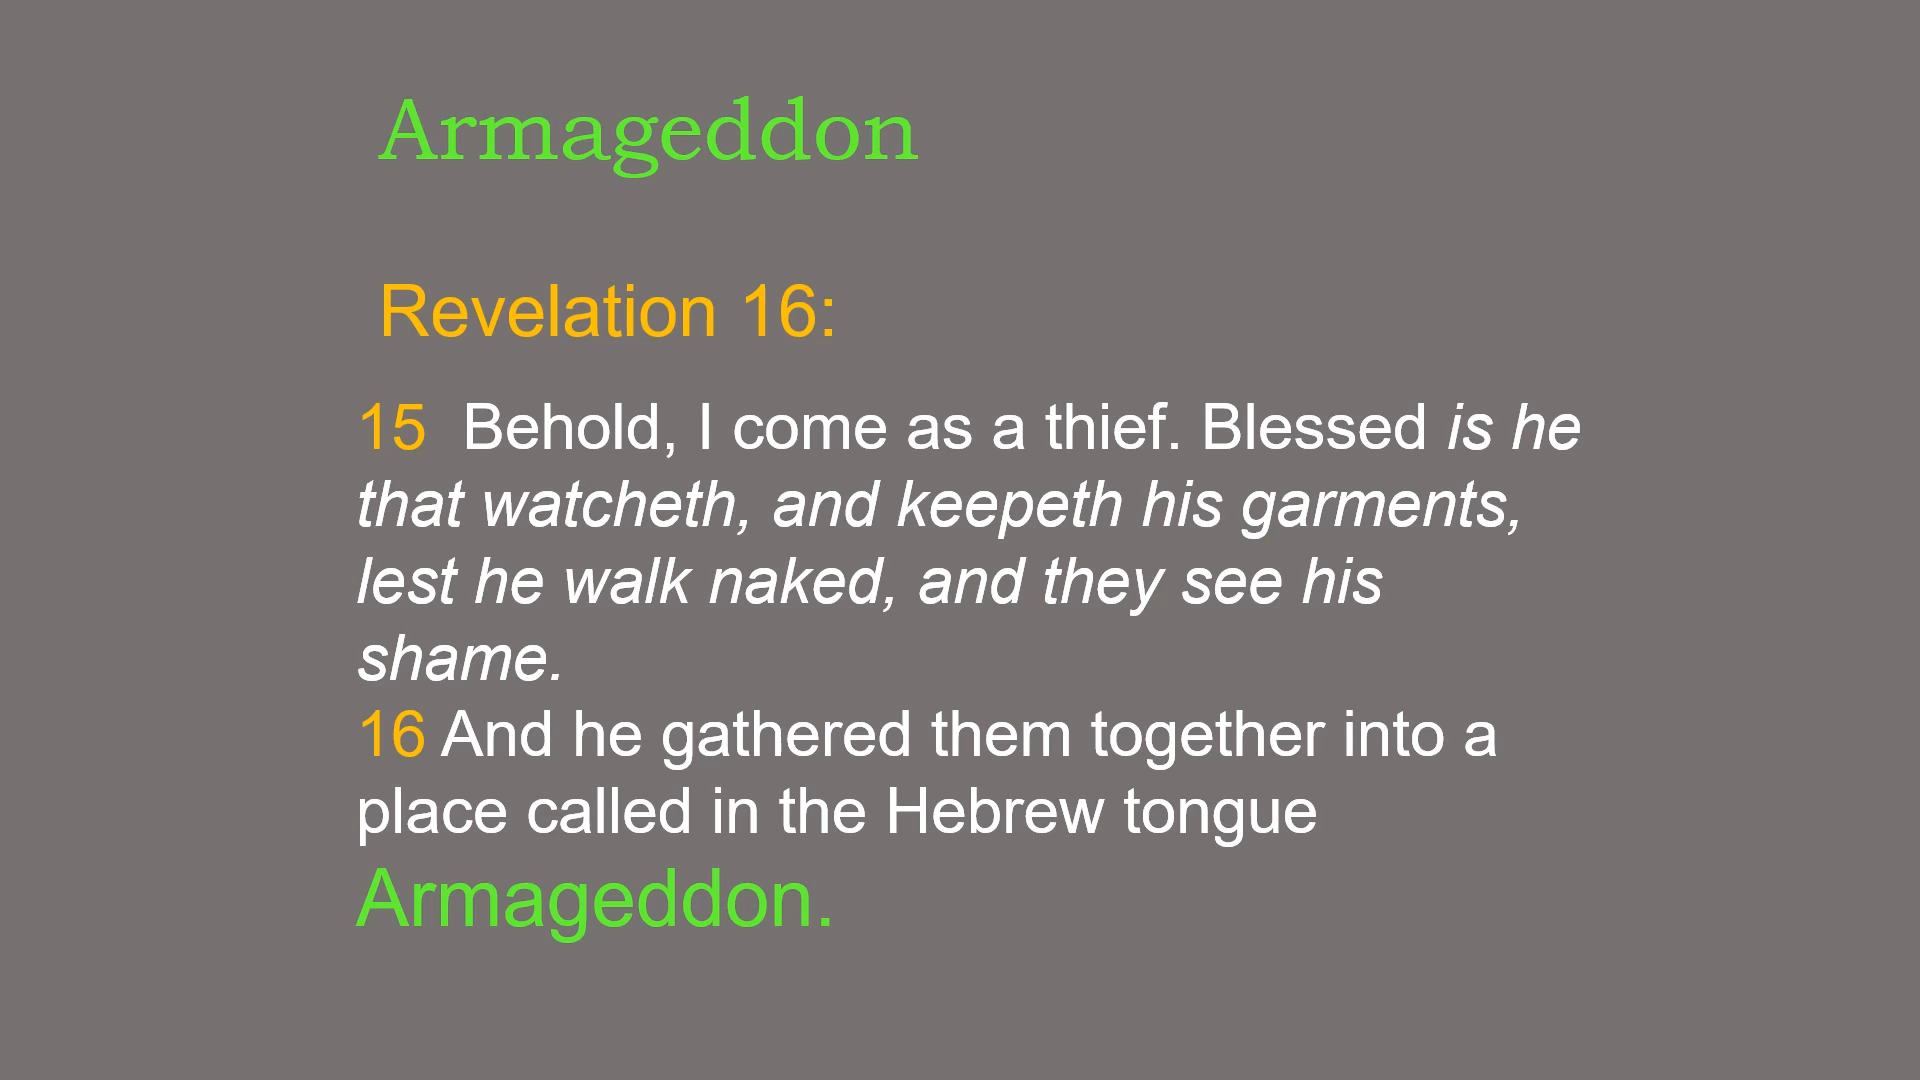 Armageddon
Revelation 16:
15 Behold, I come as a thief. Blessed is he
that watcheth, and keepeth his garments,
lest he walk naked, and they see his
shame.
16 And he gathered them together into a
place called in the Hebrew tongue
Armageddon.